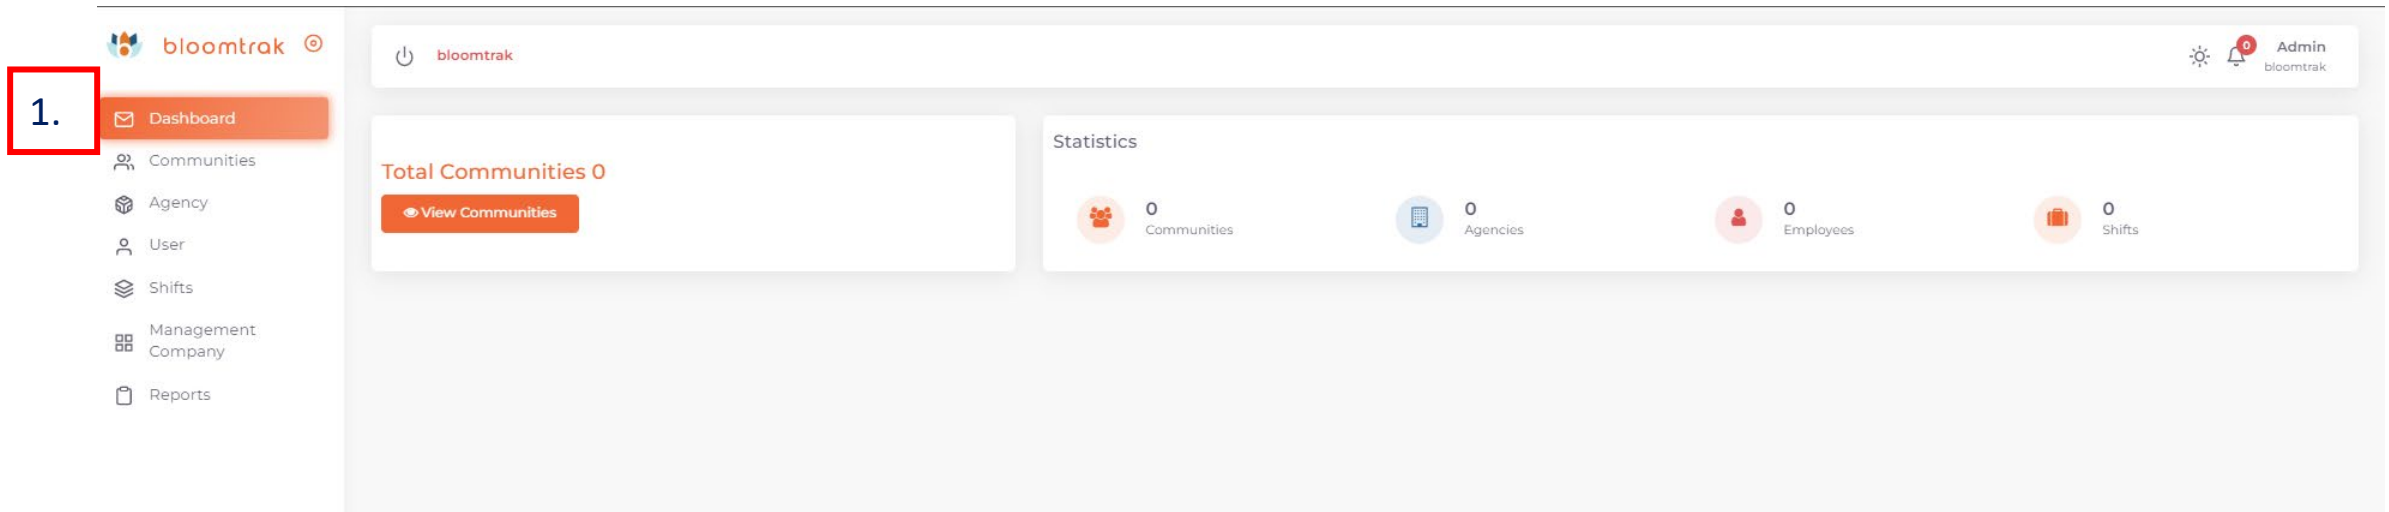 bloomtrak
1.
Dashboard
Communities
Agency
User
Shifts
Management
Company
Reports
bloomtrak
0
Admin
bloomtrak
Total Communities 0
View Communities
Statistics
0
Communities
0
Agencies
0
Employees
0
Shifts